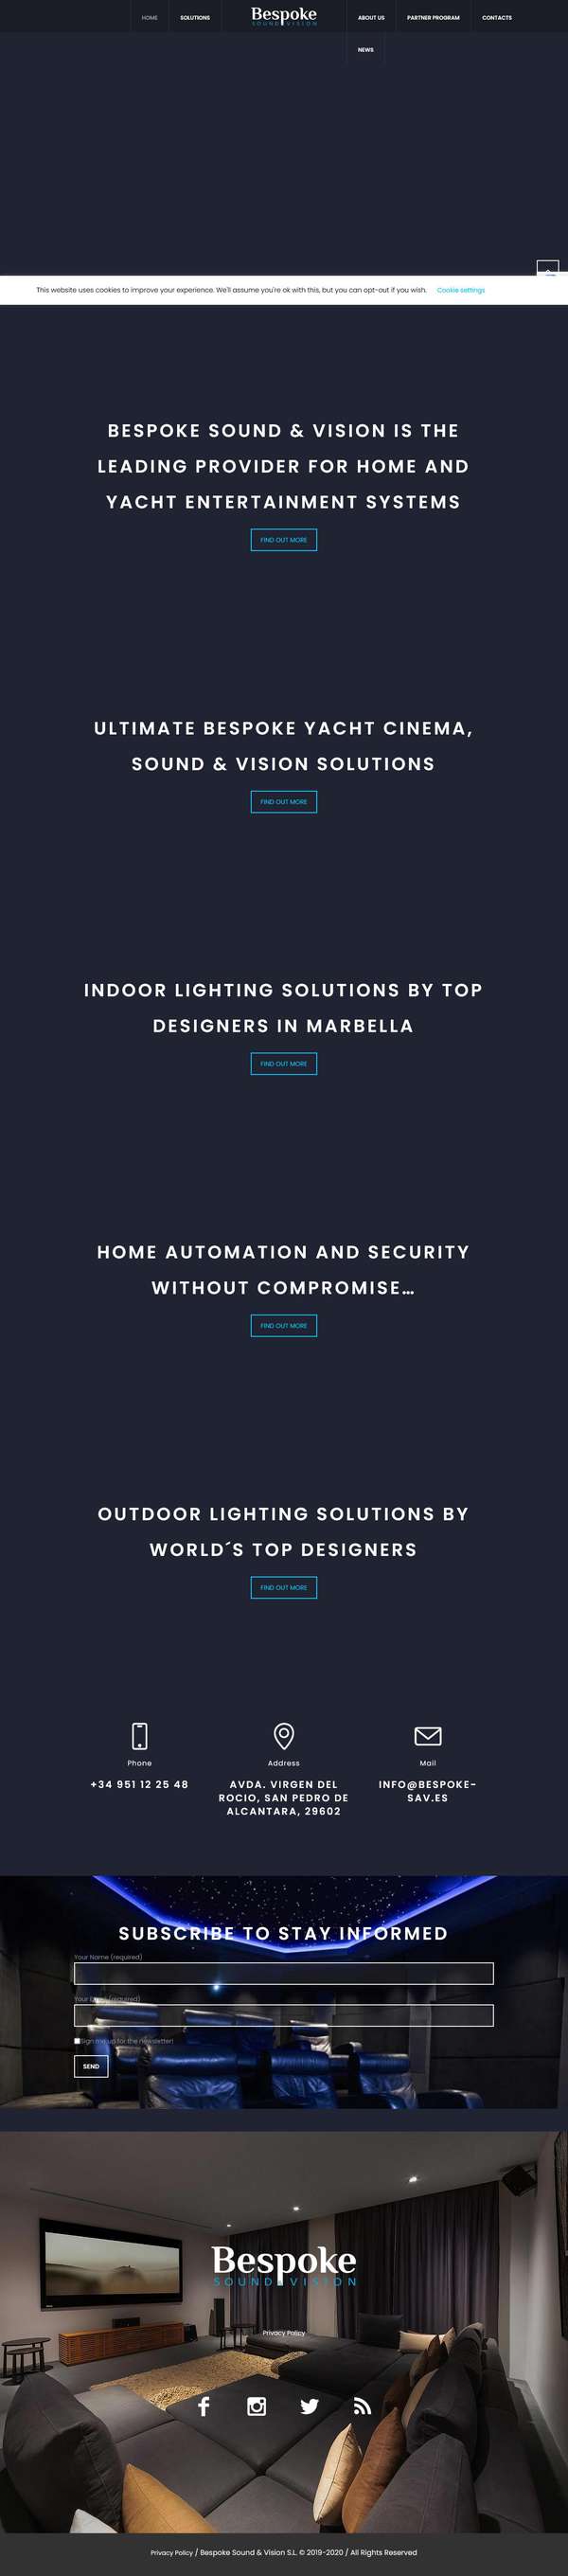 HOME
SOLUTIONS
Bespoke
SOUND VISION
ABOUT US
PARTNER PROGRAM
CONTACTS
NEWS
This website uses cookies to improve your experience. We'll assume you're ok with this, but you can opt-out if you wish. Cookie settings
BESPOKE SOUND & VISION IS THE
LEADING PROVIDER FOR HOME AND
YACHT ENTERTAINMENT SYSTEMS
FIND OUT MORE
ULTIMATE BESPOKE YACHT CINEMA,
SOUND & VISION SOLUTIONS
FIND OUT MORE
INDOOR LIGHTING SOLUTIONS BY TOP
DESIGNERS IN MARBELLA
FIND OUT MORE
HOME AUTOMATION AND SECURITY
WITHOUT COMPROMISE…
FIND OUT MORE
OUTDOOR LIGHTING SOLUTIONS BY
WORLD´S TOP DESIGNERS
FIND OUT MORE
Phone
+34 951 12 25 48
Address
AVDA. VIRGEN DEL
ROCIO, SAN PEDRO DE
ALCANTARA, 29602
Mail
INFO@BESPOKE-
SAV.ES
SUBSCRIBE TO STAY INFORMED
Your Name (required)
Your Email (required)
Sign me up for the newsletter!
SEND
Bespoke
SOUND VISION
Privacy Policy
Privacy Policy / Bespoke Sound & Vision S.L. © 2019-2020 / All Rights Reserved